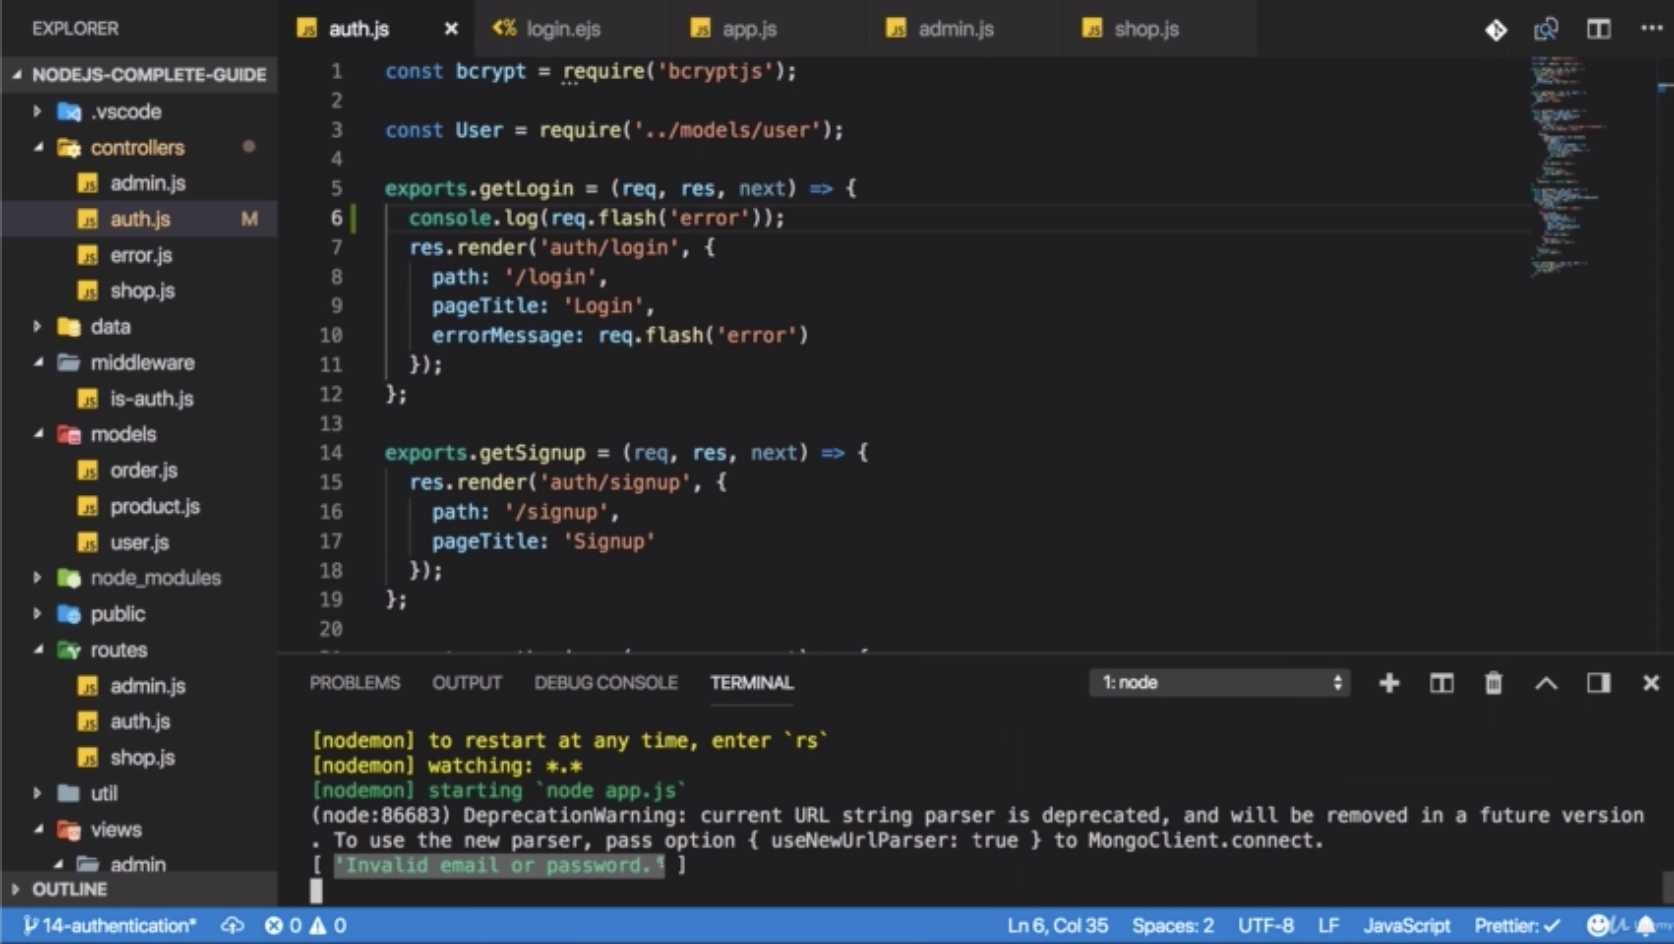 EXPLORER
NODEJS-COMPLETE-GUIDE
.vscode
controllers
admin.js
auth.js M
error.js
shop.js
data
middleware
is-auth.js
models
order.js
product.js
user.js
node_modules
public
routes
admin.js
auth.js
shop.js
util
views
admin
OUTLINE
auth.js login.ejs app.js admin.js shop.js
1 const bcrypt = require('bcryptjs');
2
3 const User = require('../models/user');
4
5 exports.getLogin = (req, res, next) => {
6 console.log(req.flash('error'));
7 res.render('auth/login', {
8 path: '/login',
9 pageTitle: 'Login',
10 errorMessage: req.flash('error')
11 });
12 };
13
14 exports.getSignup = (req, res, next) => {
15 res.render('auth/signup', {
16 path: '/signup',
17 pageTitle: 'Signup'
18 });
19 };
20
PROBLEMS OUTPUT DEBUG CONSOLE TERMINAL 1: node
[nodemon] to restart at any time, enter `rs`
[nodemon] watching: *.*
[nodemon] starting `node app.js`
(node:86683) DeprecationWarning: current URL string parser is deprecated, and will be removed in a future version
. To use the new parser, pass option { useNewUrlParser: true } to MongoClient.connect.
[ 'Invalid email or password.' ]
14-authentication* 0 0 Ln 6, Col 35 Spaces: 2 UTF-8 LF JavaScript Prettier: ✓